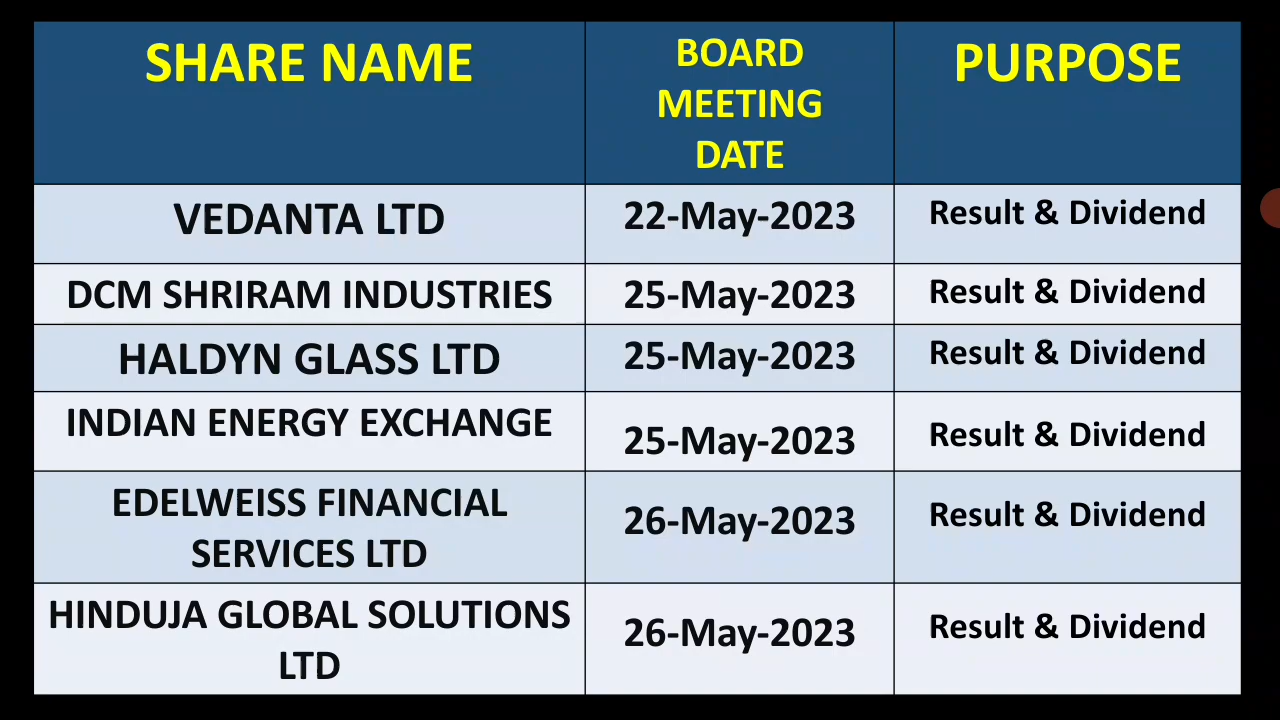 SHARE NAME
BOARD
MEETING
DATE
PURPOSE
VEDANTA LTD
22-May-2023
Result & Dividend
DCM SHRIRAM INDUSTRIES
25-May-2023
Result & Dividend
HALDYN GLASS LTD
25-May-2023
Result & Dividend
INDIAN ENERGY EXCHANGE
25-May-2023
Result & Dividend
EDELWEISS FINANCIAL
SERVICES LTD
26-May-2023
Result & Dividend
HINDUJA GLOBAL SOLUTIONS
LTD
26-May-2023
Result & Dividend